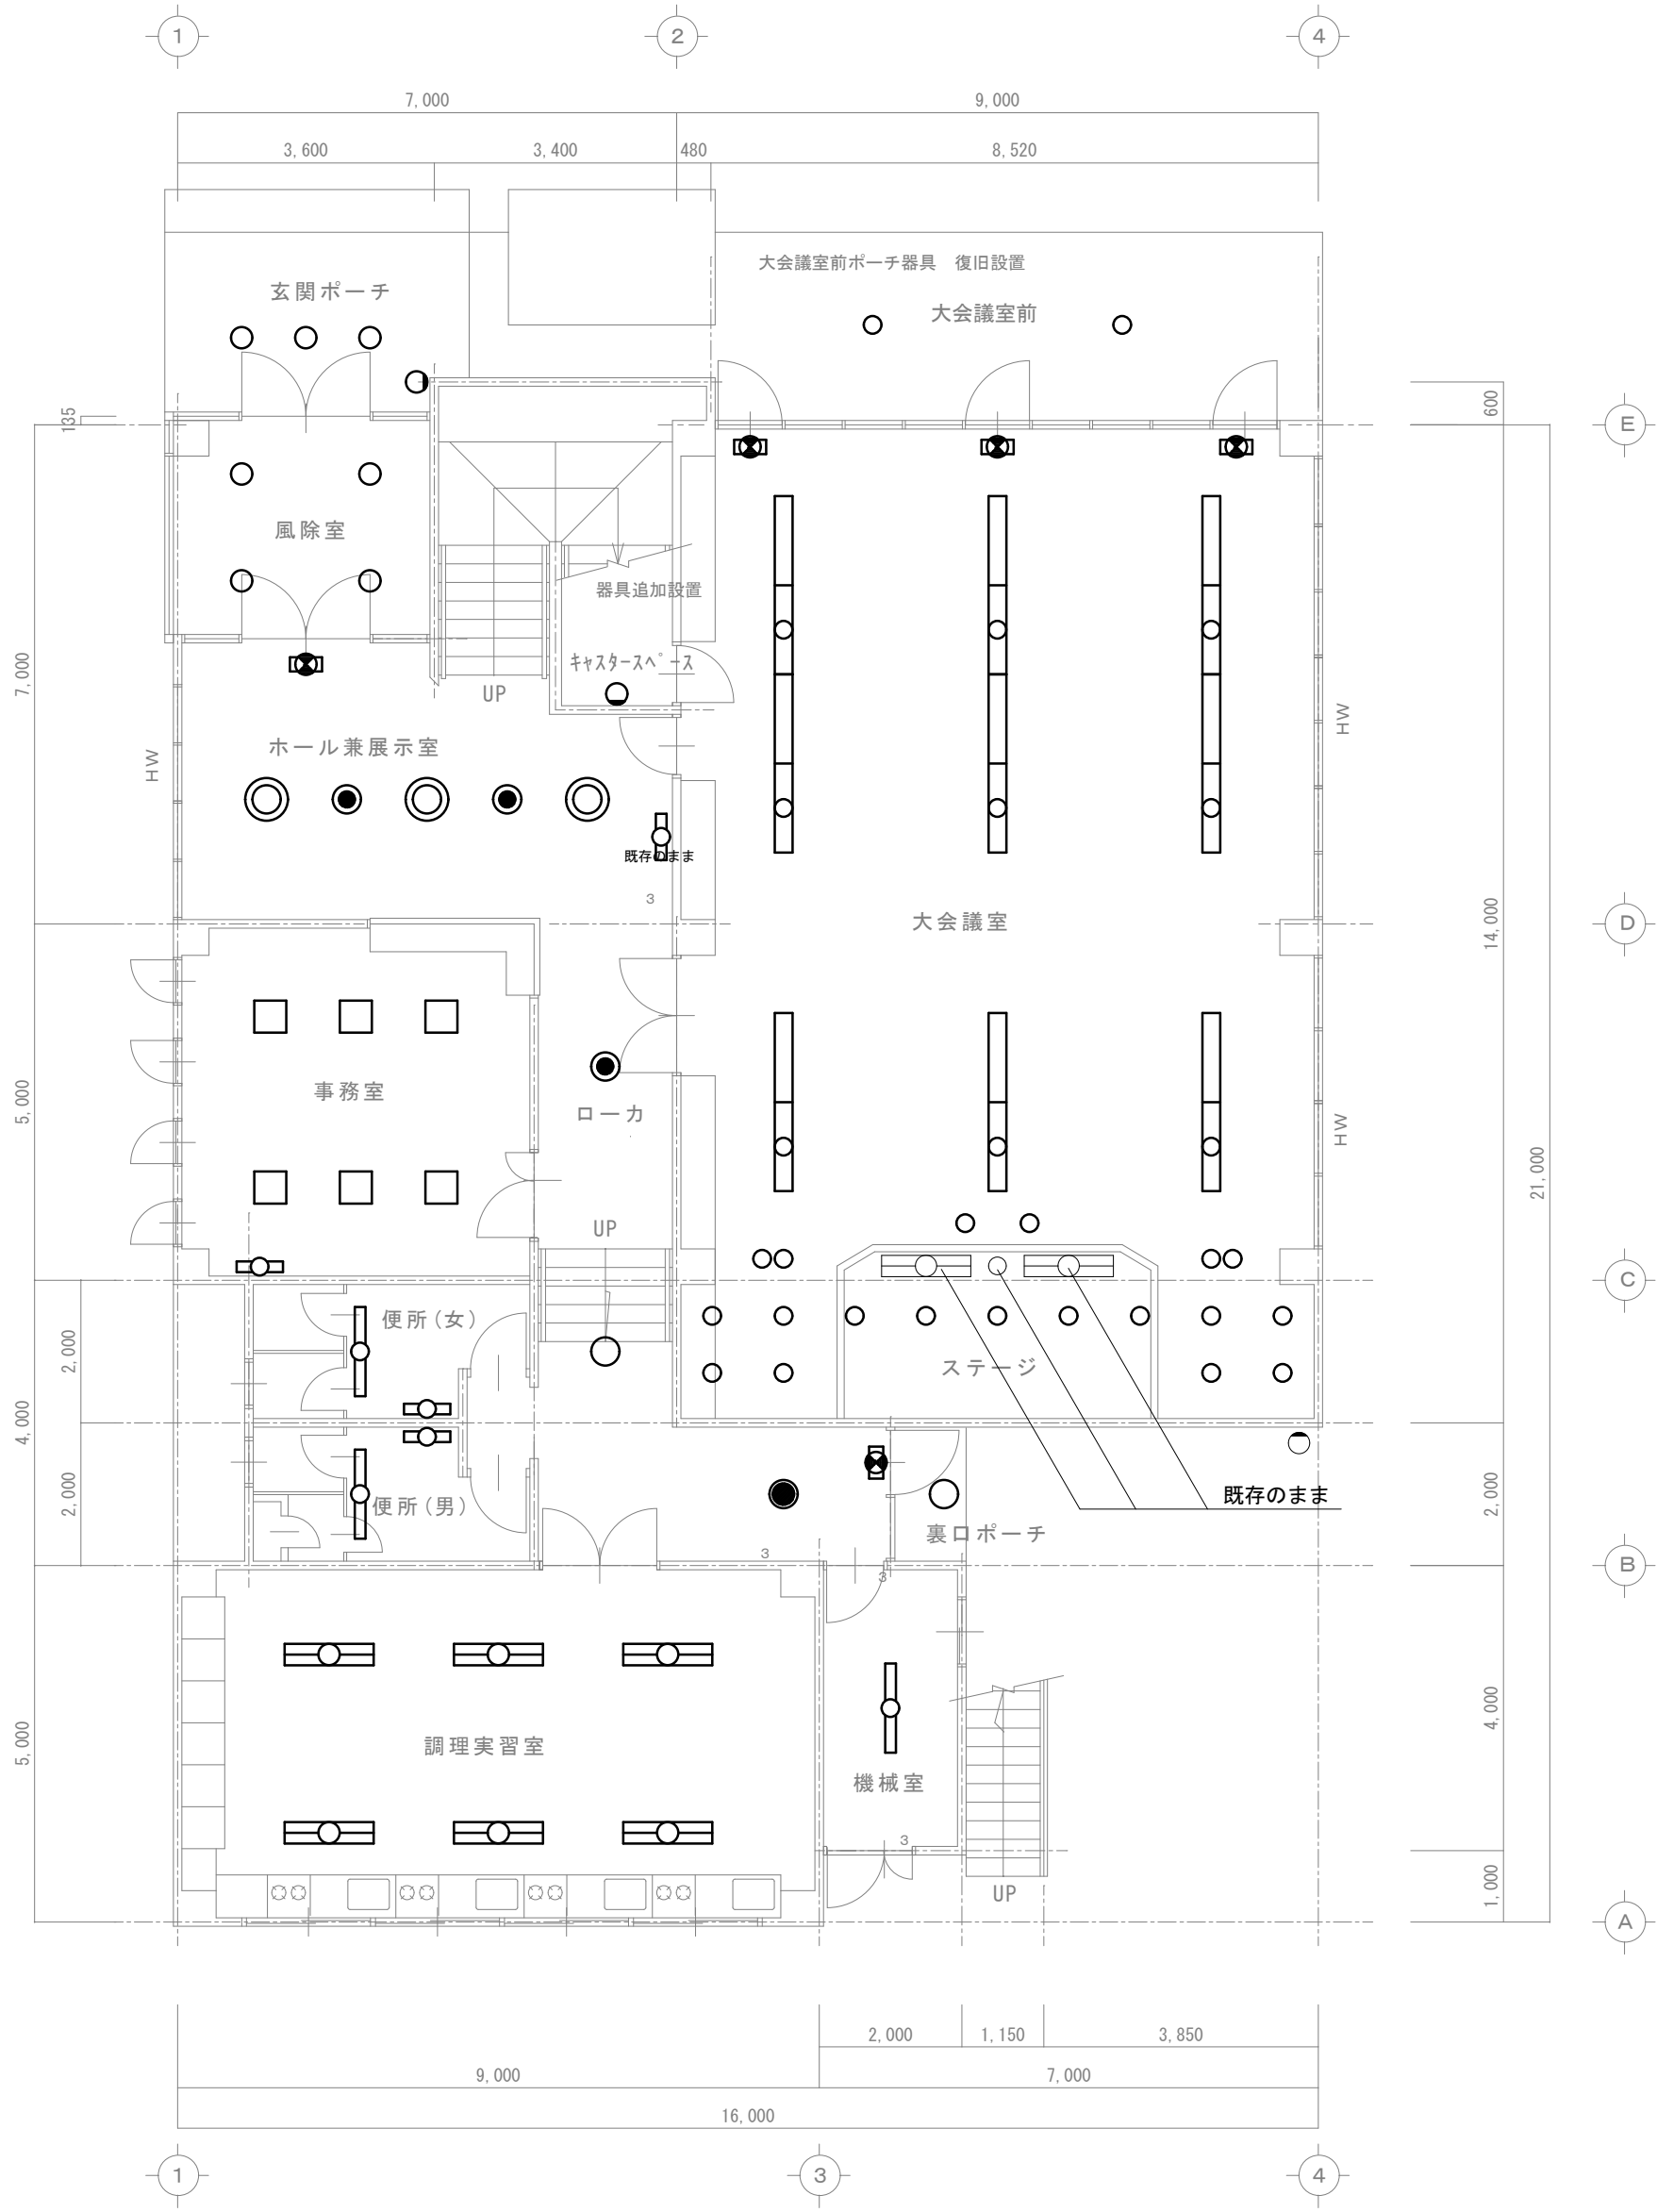 1
2
4
7,000
9,000
3,600
3,400
480
8,520
大会議室前ポーチ器具　復旧設置
玄関ポーチ
大会議室前
135
600
E
風除室
器具追加設置
キャスタースペース
UP
7,000
HW
ホール兼展示室
HW
既存のまま
3
大会議室
14,000
D
事務室
5,000
ローカ
HW
21,000
UP
C
便所(女)
2,000
ステージ
4,000
便所(男)
2,000
既存のまま
2,000
裏口ポーチ
3
3
B
調理実習室
5,000
機械室
4,000
3
UP
1,000
A
2,000
1,150
3,850
9,000
7,000
16,000
1
3
4